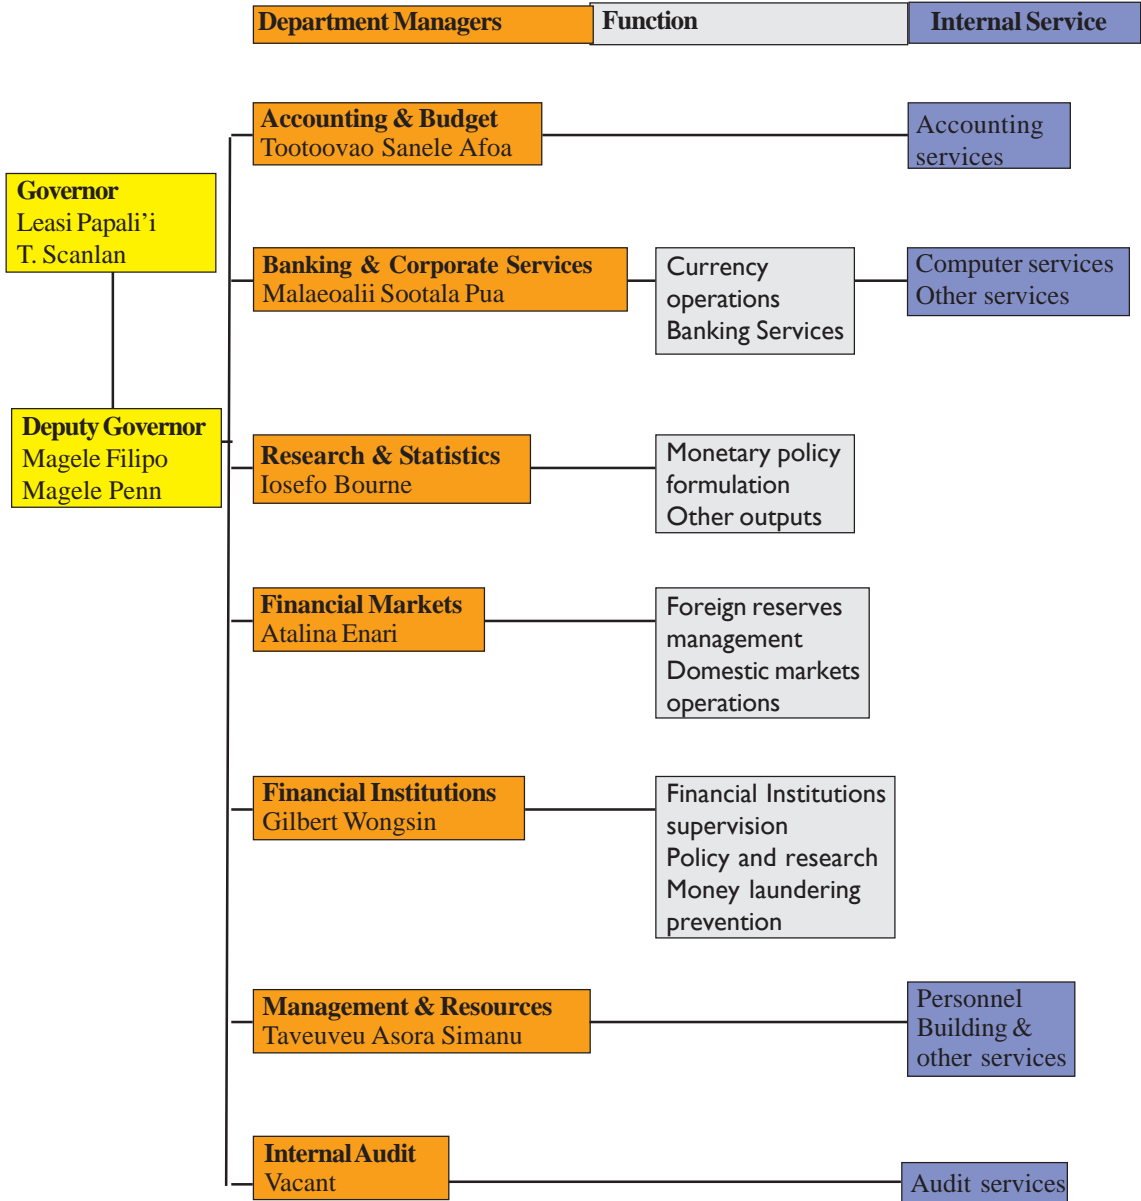 Department Managers
Function
Internal Service
Accounting & Budget
Tootoovao Sanele Afoa
Accounting
services
Governor
Leasi Papali’i
T. Scanlan
Banking & Corporate Services
Malaeoalii Sootala Pua
Currency
operations
Banking Services
Computer services
Other services
Deputy Governor
Magele Filipo
Magele Penn
Research & Statistics
Iosefo Bourne
Monetary policy
formulation
Other outputs
Financial Markets
Atalina Enari
Foreign reserves
management
Domestic markets
operations
Financial Institutions
Gilbert Wongsin
Financial Institutions
supervision
Policy and research
Money laundering
prevention
Management & Resources
Taveuveu Asora Simanu
Personnel
Building &
other services
Internal Audit
Vacant
Audit services